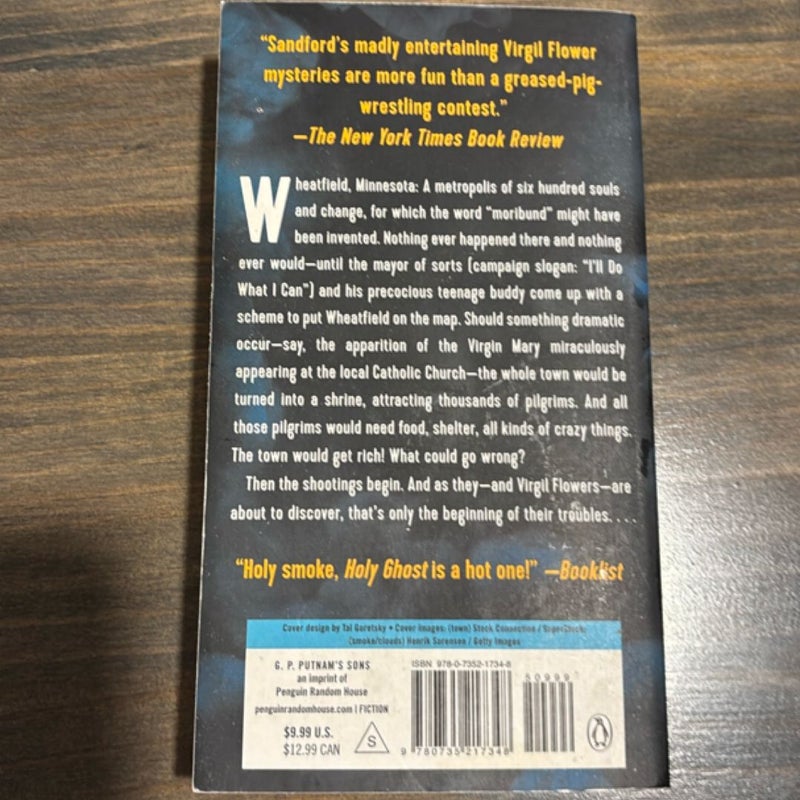 “Sandford’s madly entertaining Virgil Flower
mysteries are more fun than a greased-pig-
wrestling contest.”
—The New York Times Book Review
Wheatfield, Minnesota: A metropolis of six hundred souls
and change, for which the word “moribund” might have
been invented. Nothing ever happened there and nothing
ever would—until the mayor of sorts (campaign slogan: “I’ll Do
What I Can”) and his precocious teenage buddy come up with a
scheme to put Wheatfield on the map. Should something dramatic
occur—say, the apparition of the Virgin Mary miraculously
appearing at the local Catholic Church—the whole town would be
turned into a shrine, attracting thousands of pilgrims. And all
those pilgrims would need food, shelter, all kinds of crazy things.
The town would get rich! What could go wrong?
Then the shootings begin. And as they—and Virgil Flowers—are
about to discover, that’s only the beginning of their troubles. . . .
“Holy smoke, Holy Ghost is a hot one!” —Booklist
Cover design by Tal Goretsky • Cover images: (town) Stock Connection / SuperStock;
(smoke/clouds) Henrik Sorensen / Getty Images
G. P. PUTNAM’S SONS
an imprint of
Penguin Random House
penguinrandomhouse.com | FICTION
$9.99 U.S.
$12.99 CAN
S
ISBN 978-0-7352-1734-8
50999
9 780735 217348